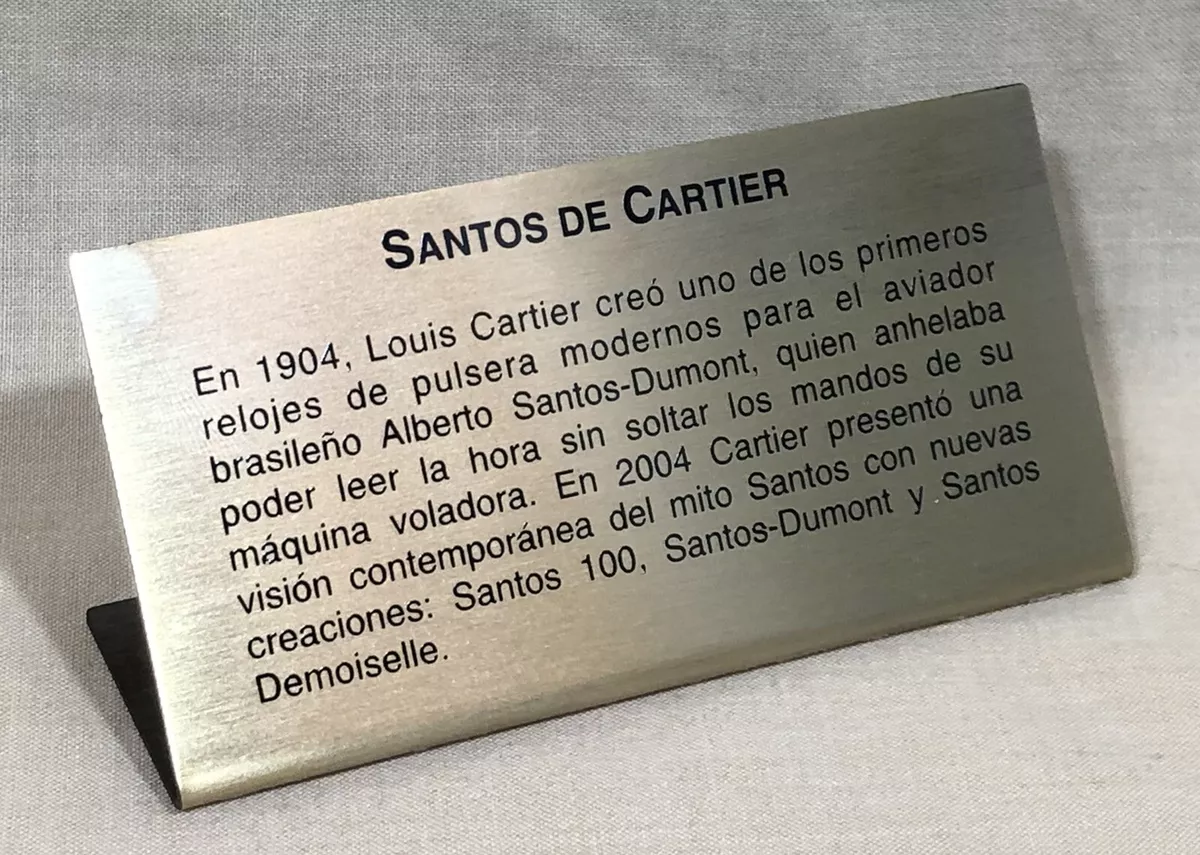 SANTOS DE CARTIER
En 1904, Louis Cartier creó uno de los primeros
relojes de pulsera modernos para el aviador
brasileño Alberto Santos-Dumont, quien anhelaba
poder leer la hora sin soltar los mandos de su
máquina voladora. En 2004 Cartier presentó una
visión contemporánea del mito Santos con nuevas
creaciones: Santos 100, Santos-Dumont y Santos
Demoiselle.